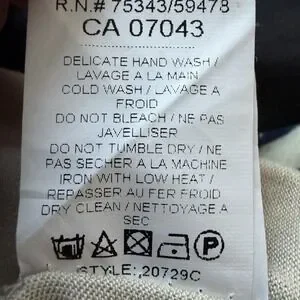 R.N.# 75343/59478
CA 07043
DELICATE HAND WASH /
LAVAGE A LA MAIN
COLD WASH / LAVAGE A
FROID
DO NOT BLEACH / NE PAS
JAVELLISER
DO NOT TUMBLE DRY / NE
PAS SECHER A LA MACHINE
IRON WITH LOW HEAT /
REPASSER AU FER FROID
DRY CLEAN / NETTOYAGE A
SEC
P
STYLE: 20729C